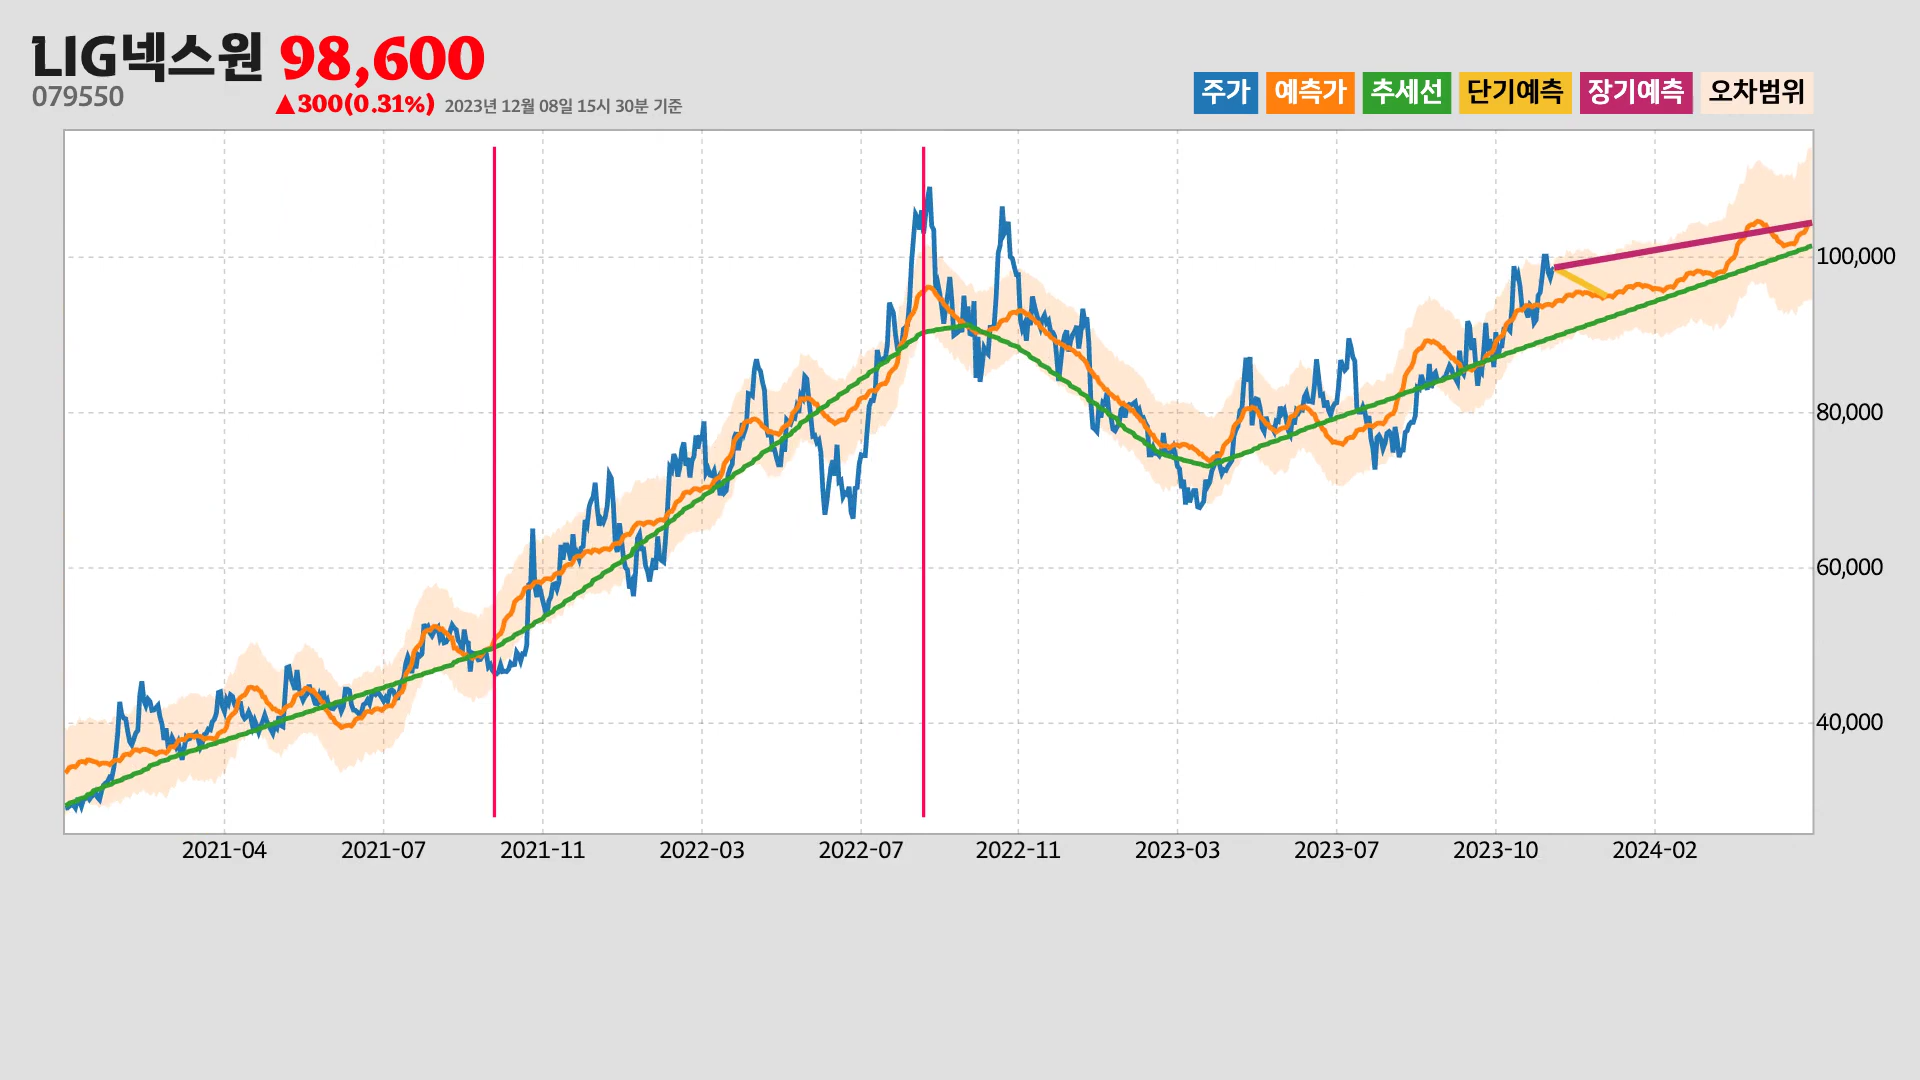 LIG넥스원 98,600
079550
▲300(0.31%) 2023년 12월 08일 15시 30분 기준
주가 예측가 추세선 단기예측 장기예측 오차범위
100,000
80,000
60,000
40,000
2021-04 2021-07 2021-11 2022-03 2022-07 2022-11 2023-03 2023-07 2023-10 2024-02